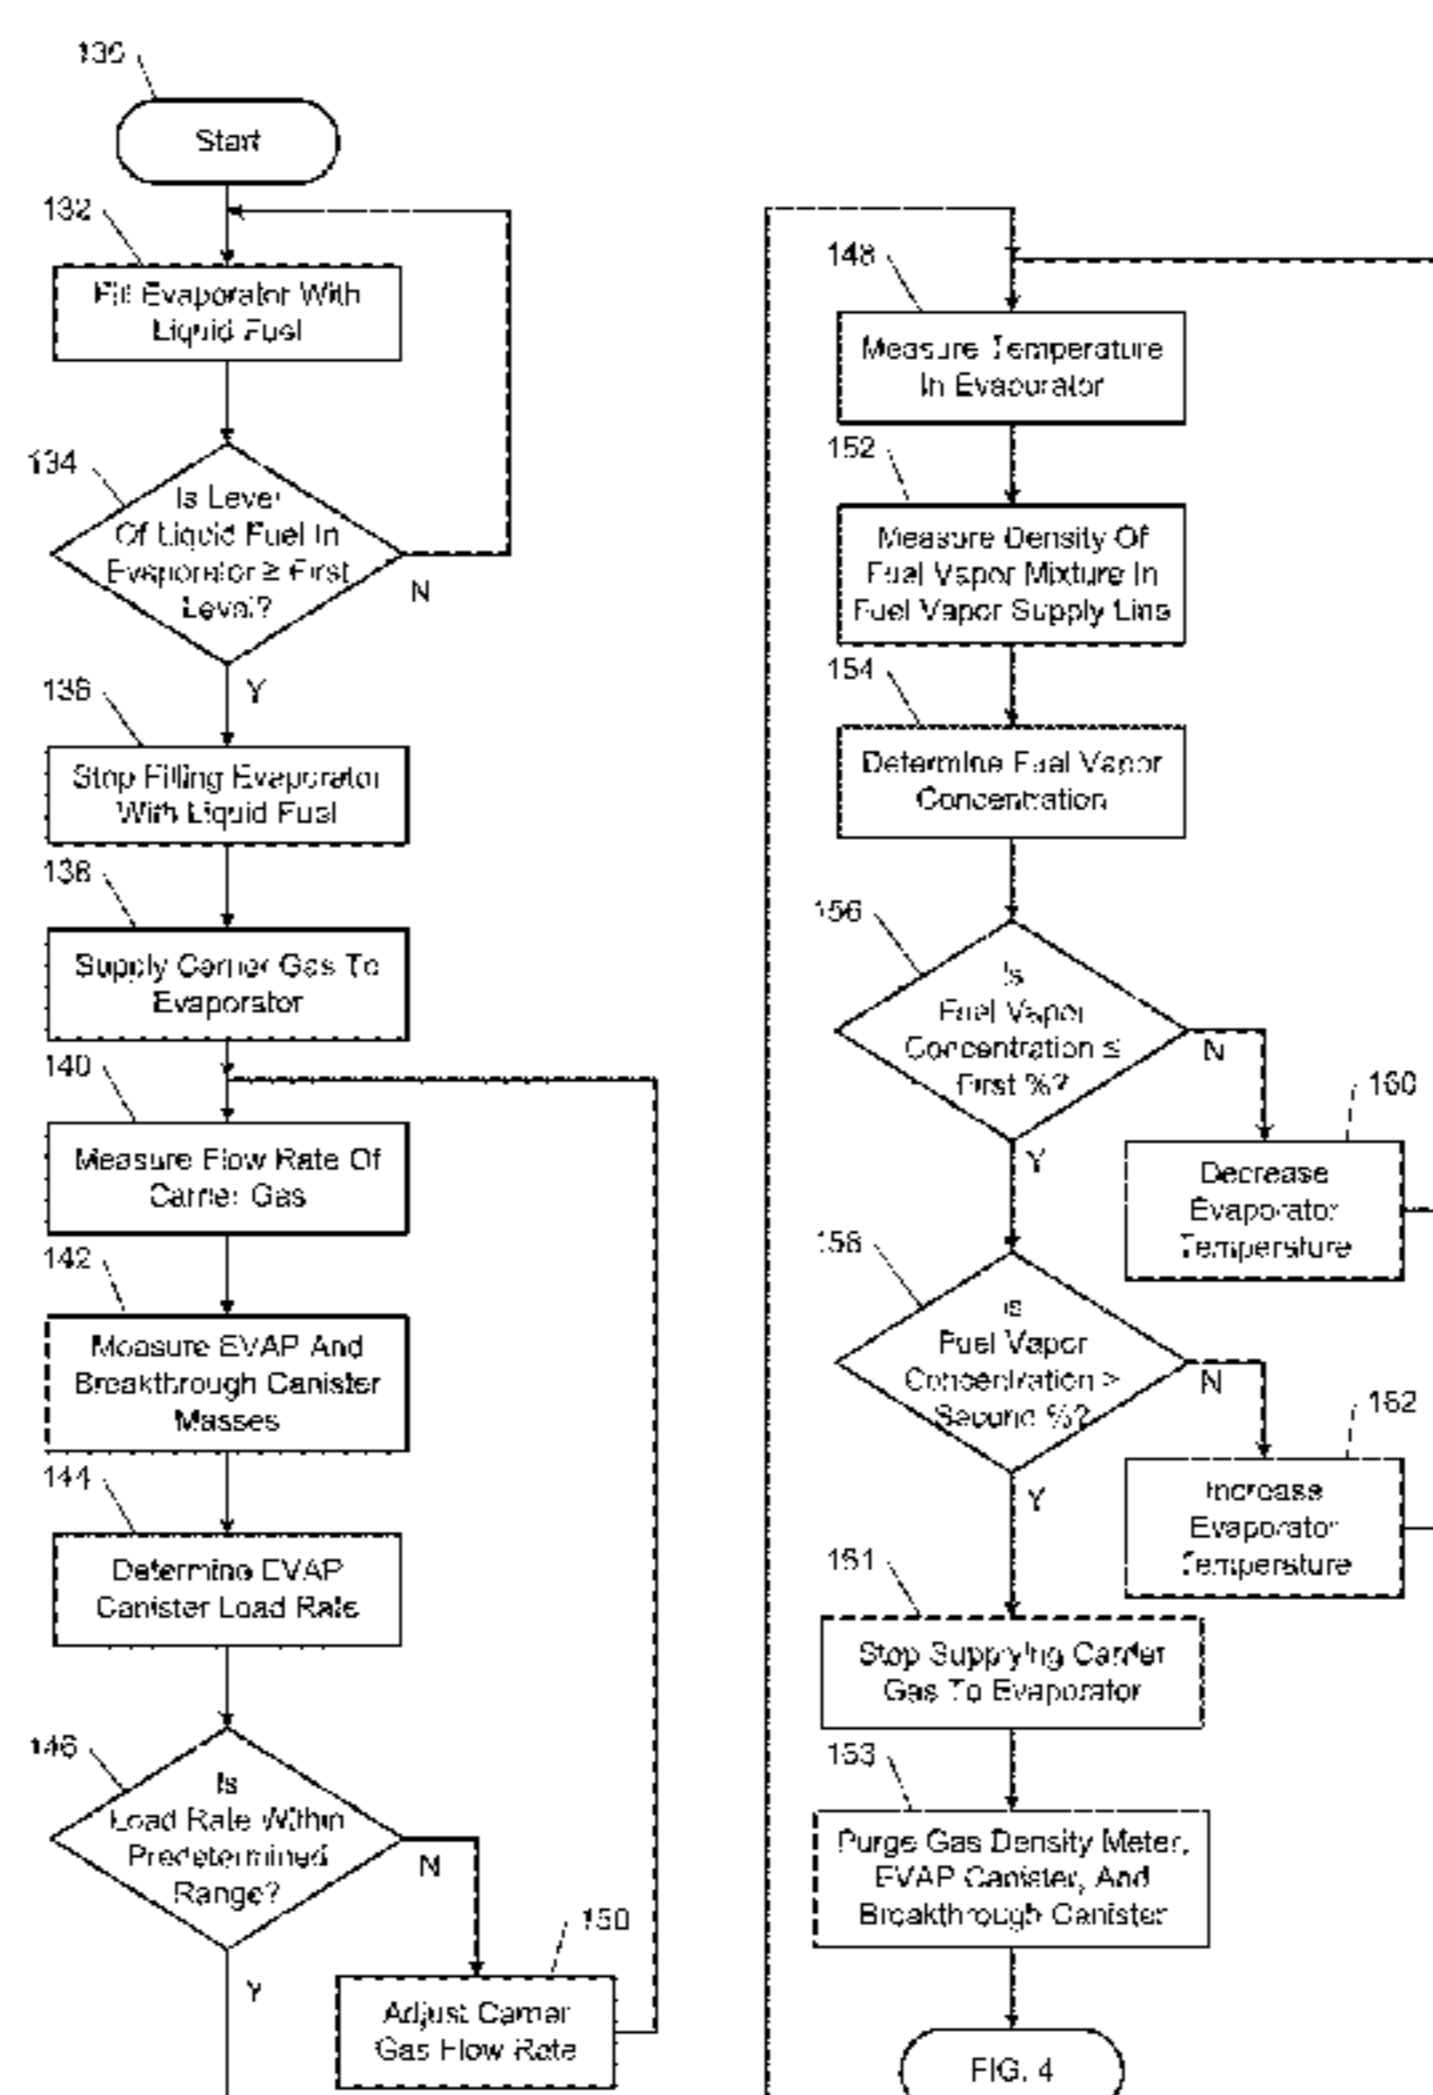 130
Start
132
Fill Evaporator With
Liquid Fuel
134
Is Level
Of Liquid Fuel In
Evaporator ≥ First
Level?
N
Y
136
Stop Filling Evaporator
With Liquid Fuel
138
Supply Carrier Gas To
Evaporator
140
Measure Flow Rate Of
Carrier Gas
142
Measure EVAP And
Breakthrough Canister
Masses
144
Determine EVAP
Canister Load Rate
146
Is
Load Rate Within
Predetermined
Range?
N
Y
150
Adjust Carrier
Gas Flow Rate
148
Measure Temperature
In Evaporator
152
Measure Density Of
Fuel Vapor Mixture In
Fuel Vapor Supply Line
154
Determine Fuel Vapor
Concentration
156
Is
Fuel Vapor
Concentration ≤
First %?
N
Y
160
Decrease
Evaporator
Temperature
158
Is
Fuel Vapor
Concentration >
Second %?
N
Y
162
Increase
Evaporator
Temperature
161
Stop Supplying Carrier
Gas To Evaporator
163
Purge Gas Density Meter,
EVAP Canister, And
Breakthrough Canister
FIG. 4